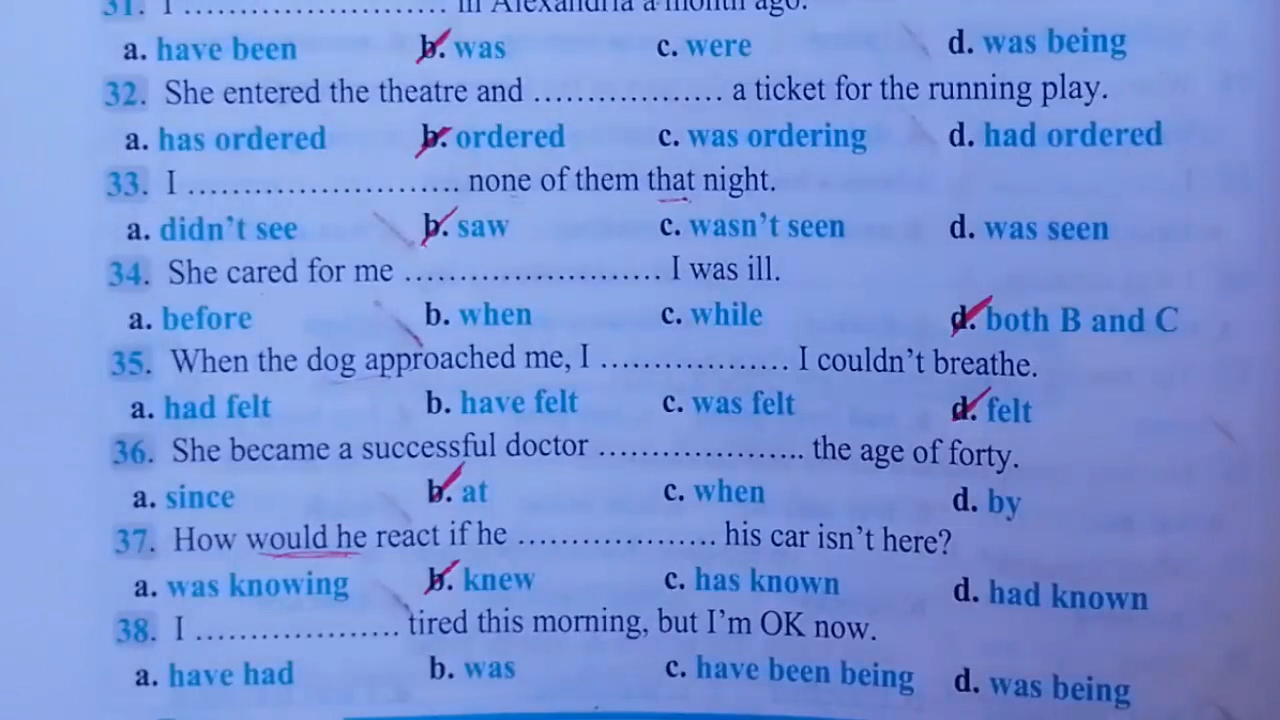 31. I ........................ in Alexandria a month ago.
a. have been b. was c. were d. was being
32. She entered the theatre and ................. a ticket for the running play.
a. has ordered b. ordered c. was ordering d. had ordered
33. I ........................ none of them that night.
a. didn't see b. saw c. wasn't seen d. was seen
34. She cared for me ....................... I was ill.
a. before b. when c. while d. both B and C
35. When the dog approached me, I ................. I couldn't breathe.
a. had felt b. have felt c. was felt d. felt
36. She became a successful doctor ................... the age of forty.
a. since b. at c. when d. by
37. How would he react if he .................. his car isn't here?
a. was knowing b. knew c. has known d. had known
38. I ................... tired this morning, but I'm OK now.
a. have had b. was c. have been being d. was being